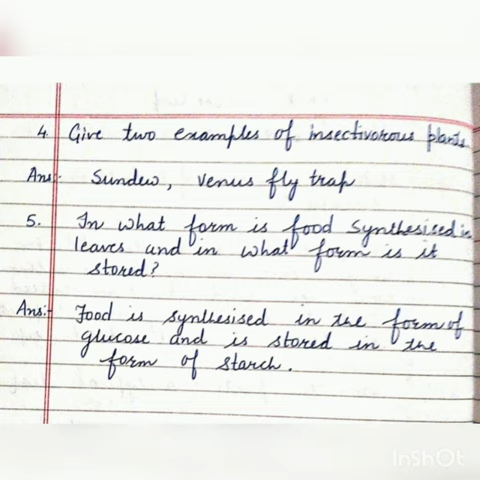 4. Give two examples of insectivorous plants
Ans:- Sundew, Venus fly trap
5. In what form is food synthesised in
leaves and in what form is it
stored?
Ans:- Food is synthesised in the form of
glucose and is stored in the
form of starch.
InShOt